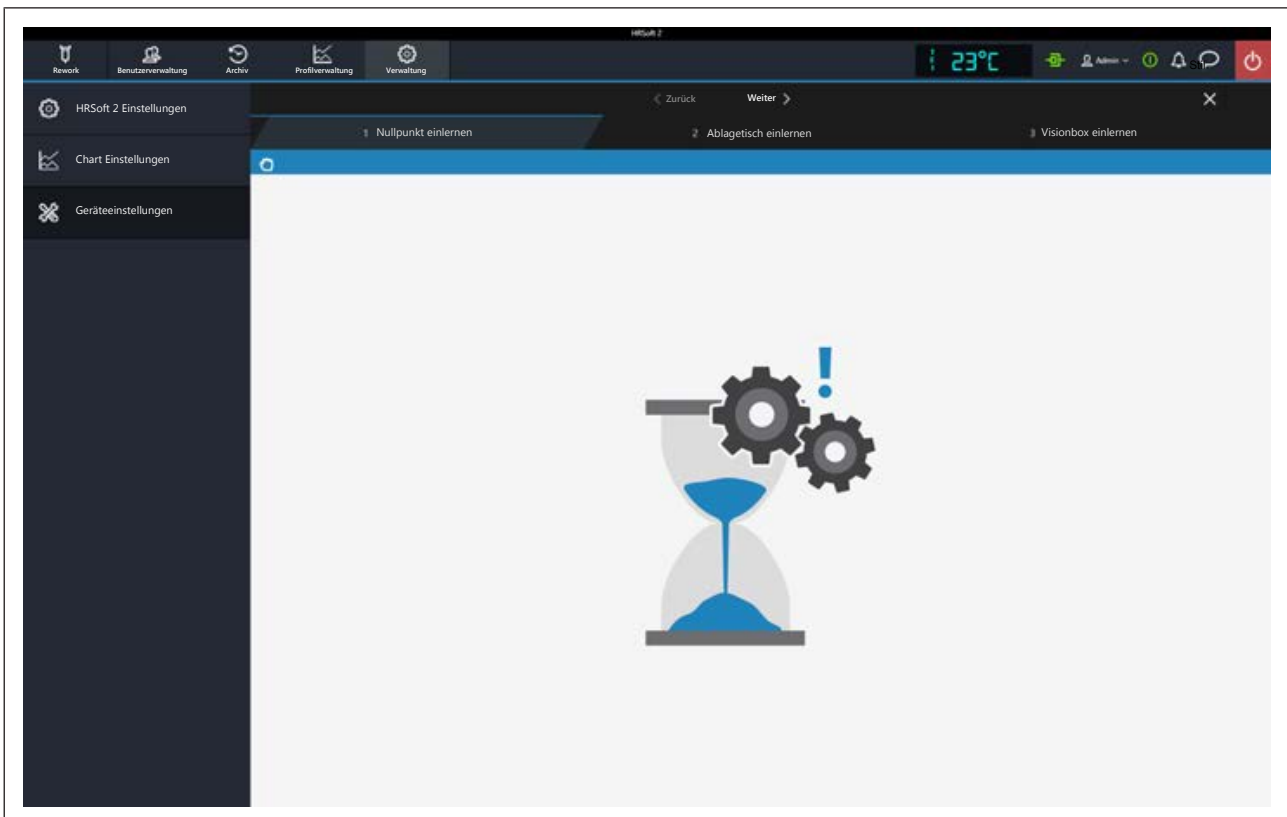 HRSoft 2
Rework Benutzerverwaltung Archiv Profilverwaltung Verwaltung 23°C Admin
HRSoft 2 Einstellungen
Zurück Weiter
1 Nullpunkt einlernen 2 Ablagetisch einlernen 3 Visionbox einlernen
Chart Einstellungen
Geräteeinstellungen
!